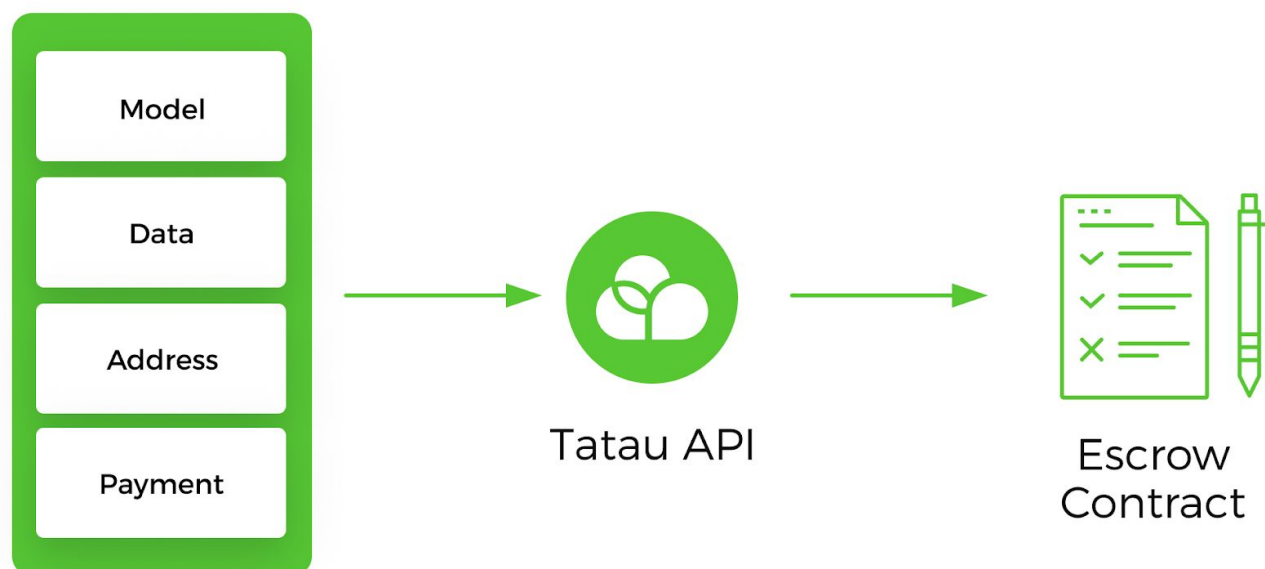 Model
Data
Address
Payment
Tatau API
Escrow
Contract